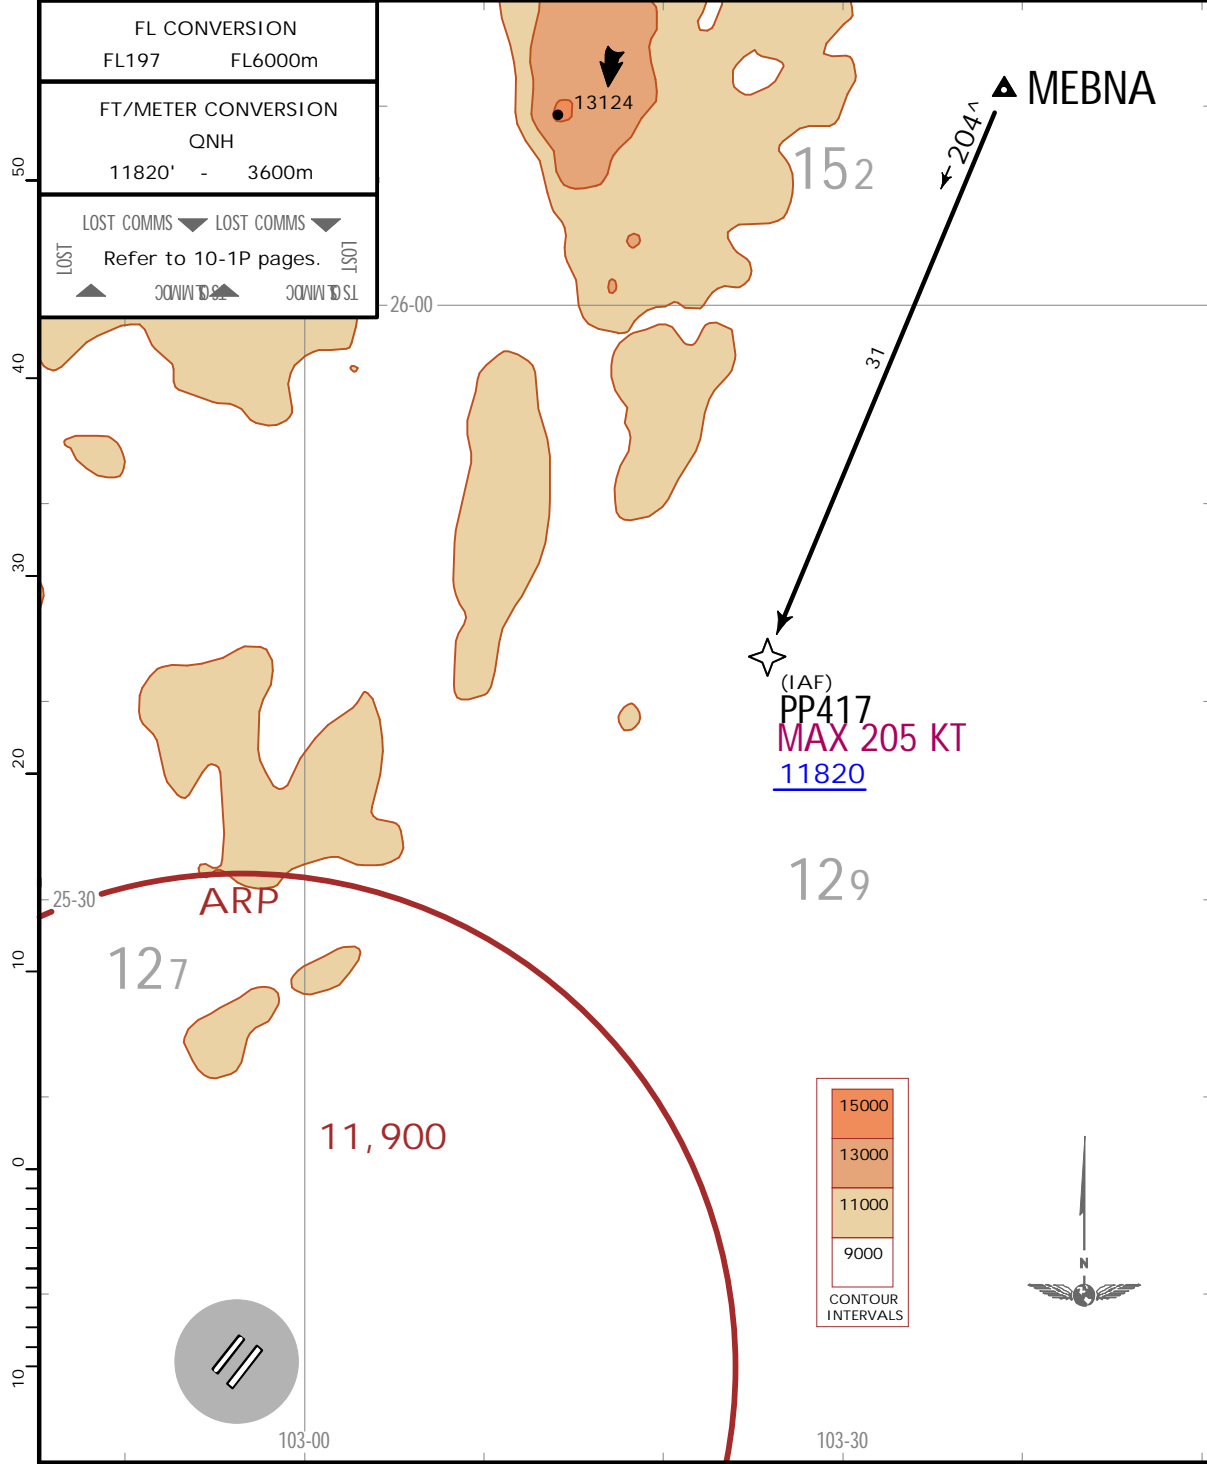 FL CONVERSION
FL197 FL6000m
FT/METER CONVERSION
QNH
11820' - 3600m
LOST COMMS LOST COMMS
LOST
Refer to 10-1P pages.
LOST
13124
MEBNA
204^
152
26-00
31
(IAF)
PP417
MAX 205 KT
11820
129
25-30
ARP
127
11,900
15000
13000
11000
9000
CONTOUR
INTERVALS
N
103-00
103-30
50
40
30
20
10
0
10